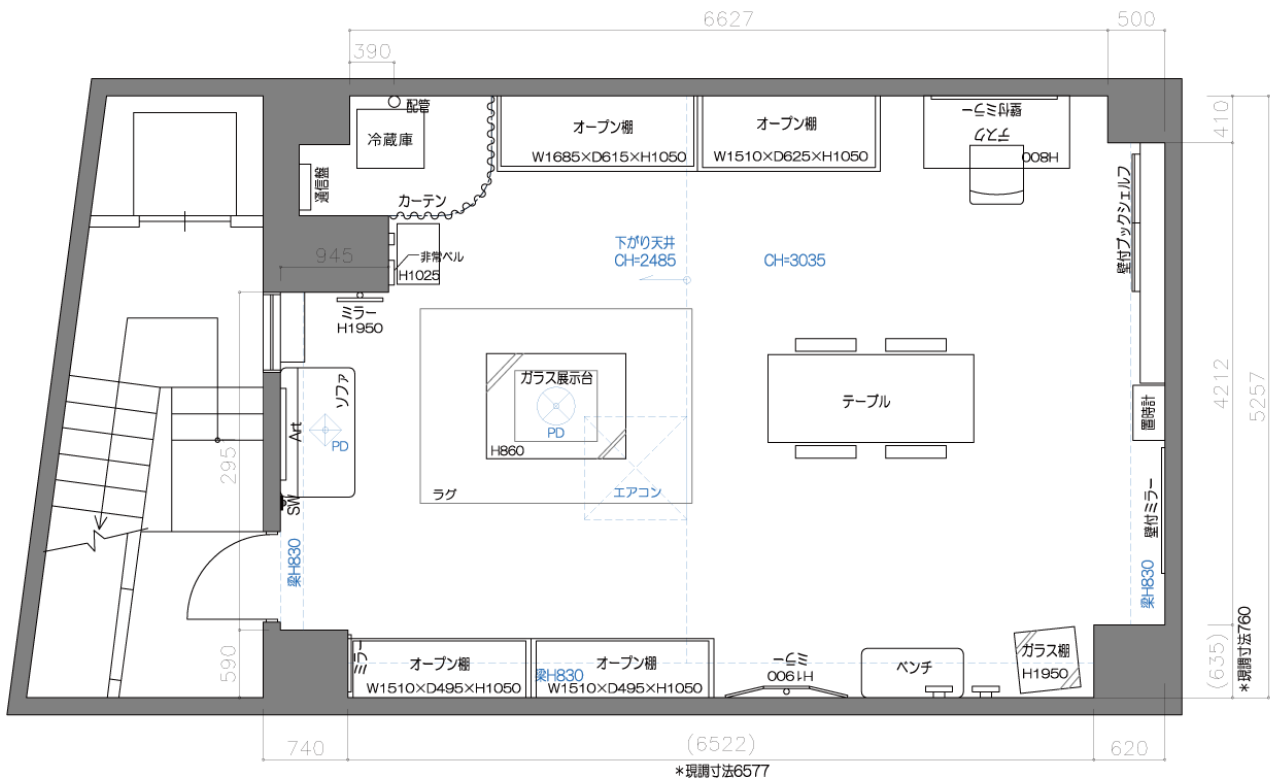 6627
500
390
配管
冷蔵庫
通信盤
カーテン
オープン棚
W1685×D615×H1050
オープン棚
W1510×D625×H1050
壁付ミラー
デスク
H800
410
壁付ブックシェルフ
945
非常ベル
H1025
下がり天井
CH=2485
CH=3035
ミラー
H1950
ソファ
Art
PD
SW
295
ガラス展示台
PD
H860
ラグ
エアコン
テーブル
置時計
4212
5257
壁付ミラー
梁H830
梁H830
590
ミラー
オープン棚
W1510×D495×H1050
オープン棚
梁H830
W1510×D495×H1050
ミラー
H1900
ベンチ
ガラス棚
H1950
(635)
*現調寸法760
740
(6522)
620
*現調寸法6577